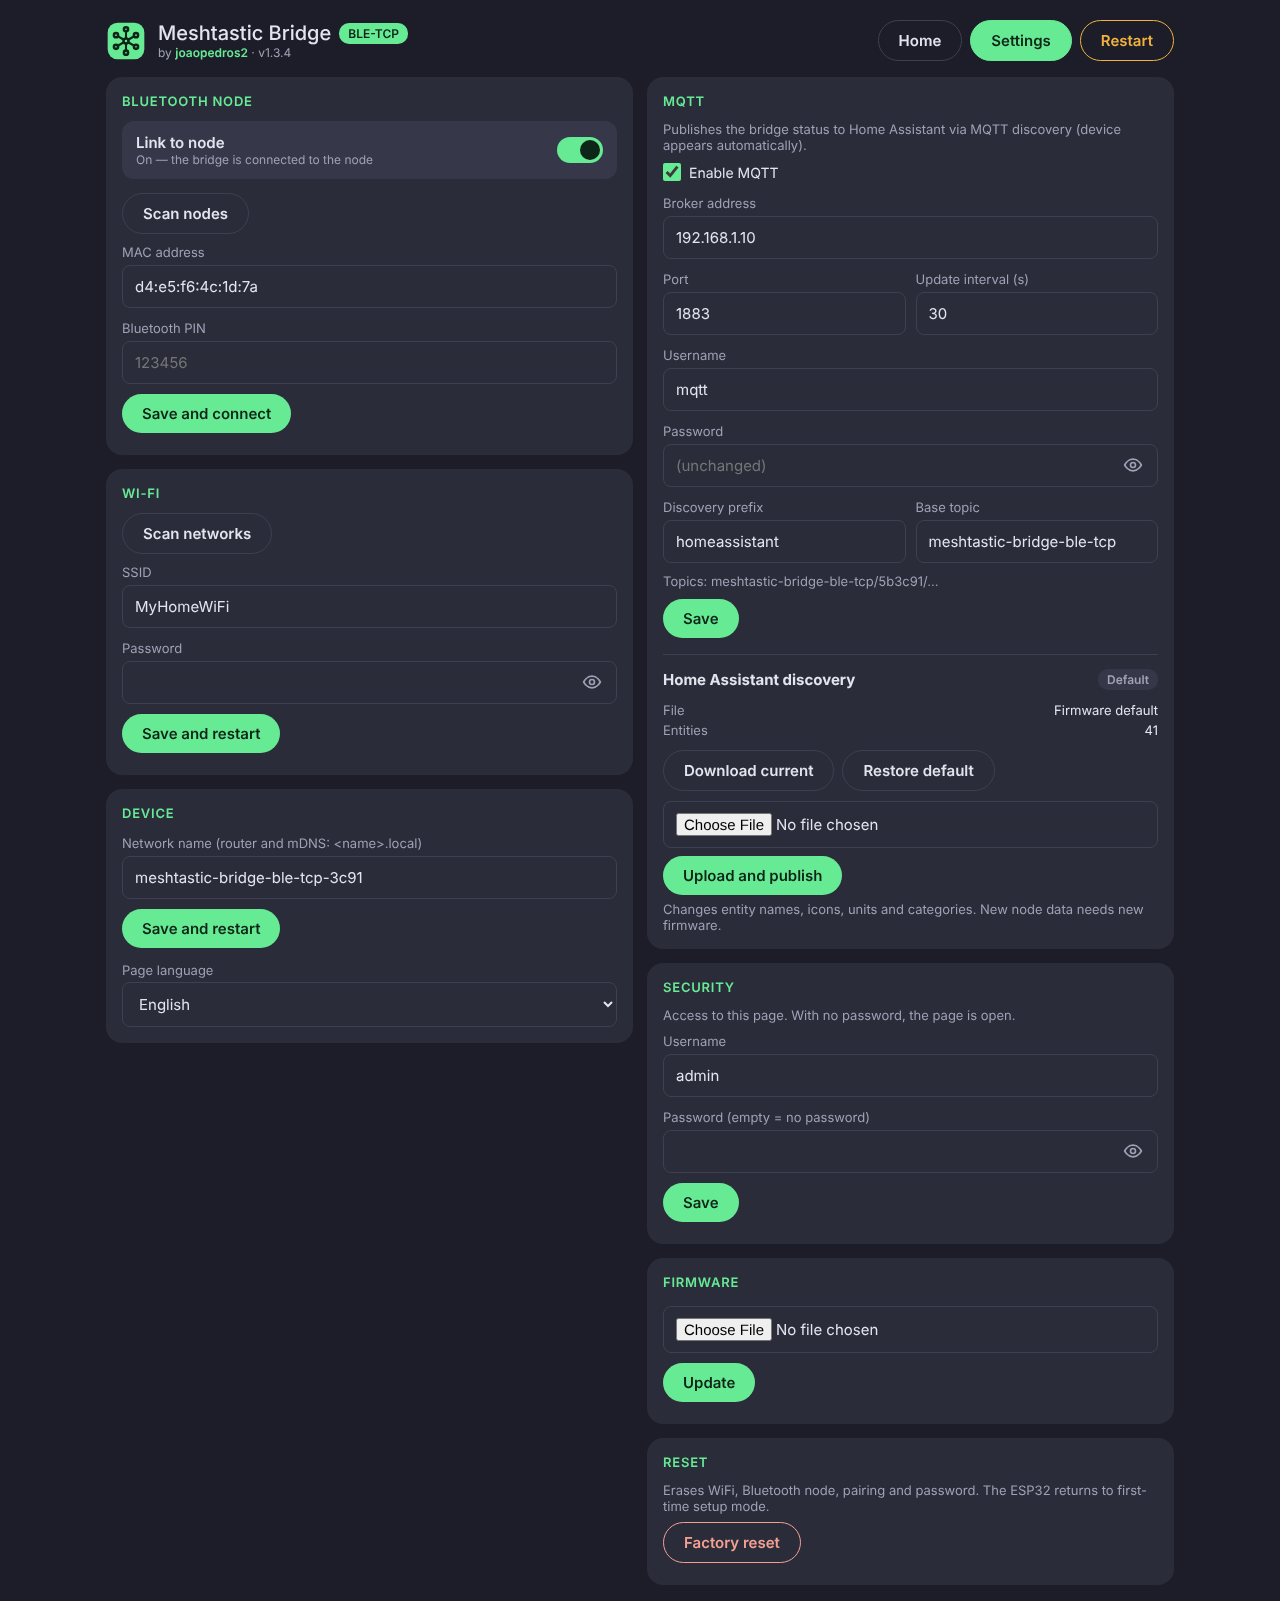 Meshtastic Bridge BLE-TCP
by joaopedros2 · v1.3.4
Home Settings Restart
BLUETOOTH NODE
Link to node
On — the bridge is connected to the node
Scan nodes
MAC address
d4:e5:f6:4c:1d:7a
Bluetooth PIN
123456
Save and connect
WI-FI
Scan networks
SSID
MyHomeWiFi
Password
Save and restart
DEVICE
Network name (router and mDNS: <name>.local)
meshtastic-bridge-ble-tcp-3c91
Save and restart
Page language
English
MQTT
Publishes the bridge status to Home Assistant via MQTT discovery (device
appears automatically).
Enable MQTT
Broker address
192.168.1.10
Port Update interval (s)
1883 30
Username
mqtt
Password
(unchanged)
Discovery prefix Base topic
homeassistant meshtastic-bridge-ble-tcp
Topics: meshtastic-bridge-ble-tcp/5b3c91/...
Save
Home Assistant discovery Default
File Firmware default
Entities 41
Download current Restore default
Choose File No file chosen
Upload and publish
Changes entity names, icons, units and categories. New node data needs new
firmware.
SECURITY
Access to this page. With no password, the page is open.
Username
admin
Password (empty = no password)
Save
FIRMWARE
Choose File No file chosen
Update
RESET
Erases WiFi, Bluetooth node, pairing and password. The ESP32 returns to first-
time setup mode.
Factory reset